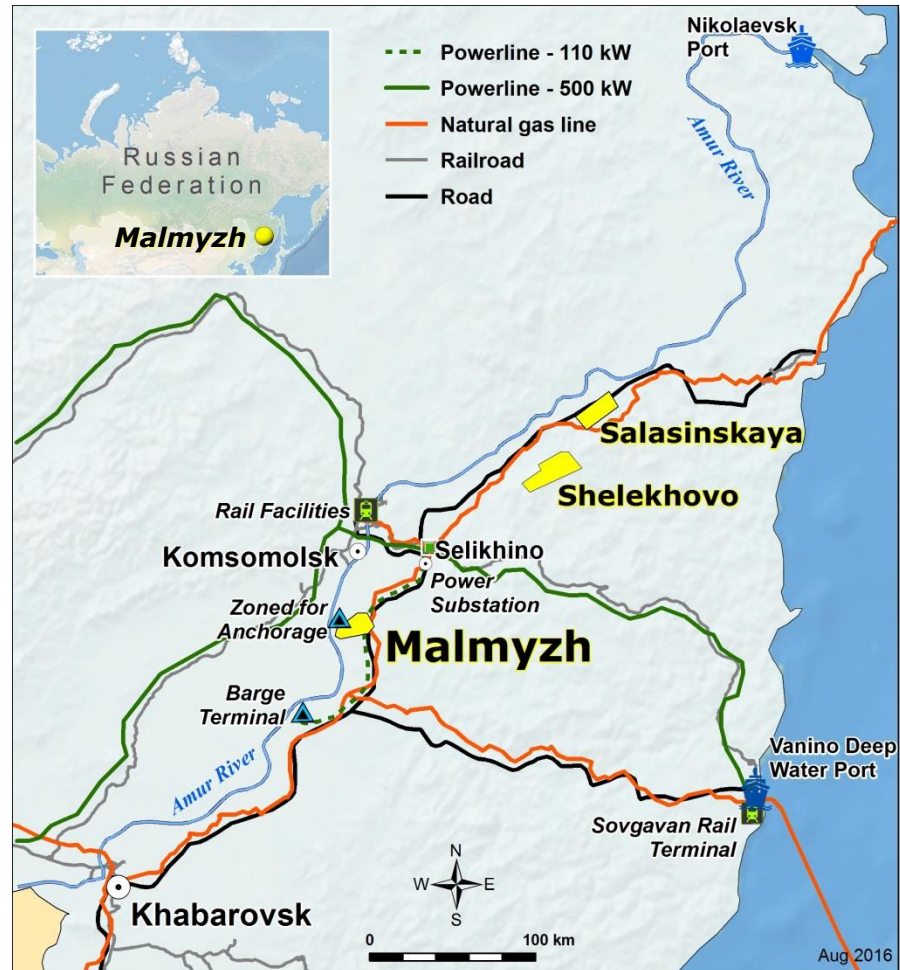 Nikolaevsk
Port
Powerline - 110 kW
Powerline - 500 kW
Natural gas line
Railroad
Road
Russian
Federation
Malmyzh
Amur River
Salasinskaya
Shelekhovo
Rail Facilities
Komsomolsk
Selikhino
Power
Substation
Zoned for
Anchorage
Malmyzh
Barge
Terminal
Amur River
Vanino Deep
Water Port
Sovgavan Rail
Terminal
Khabarovsk
N
W
E
S
0
100 km
Aug 2016